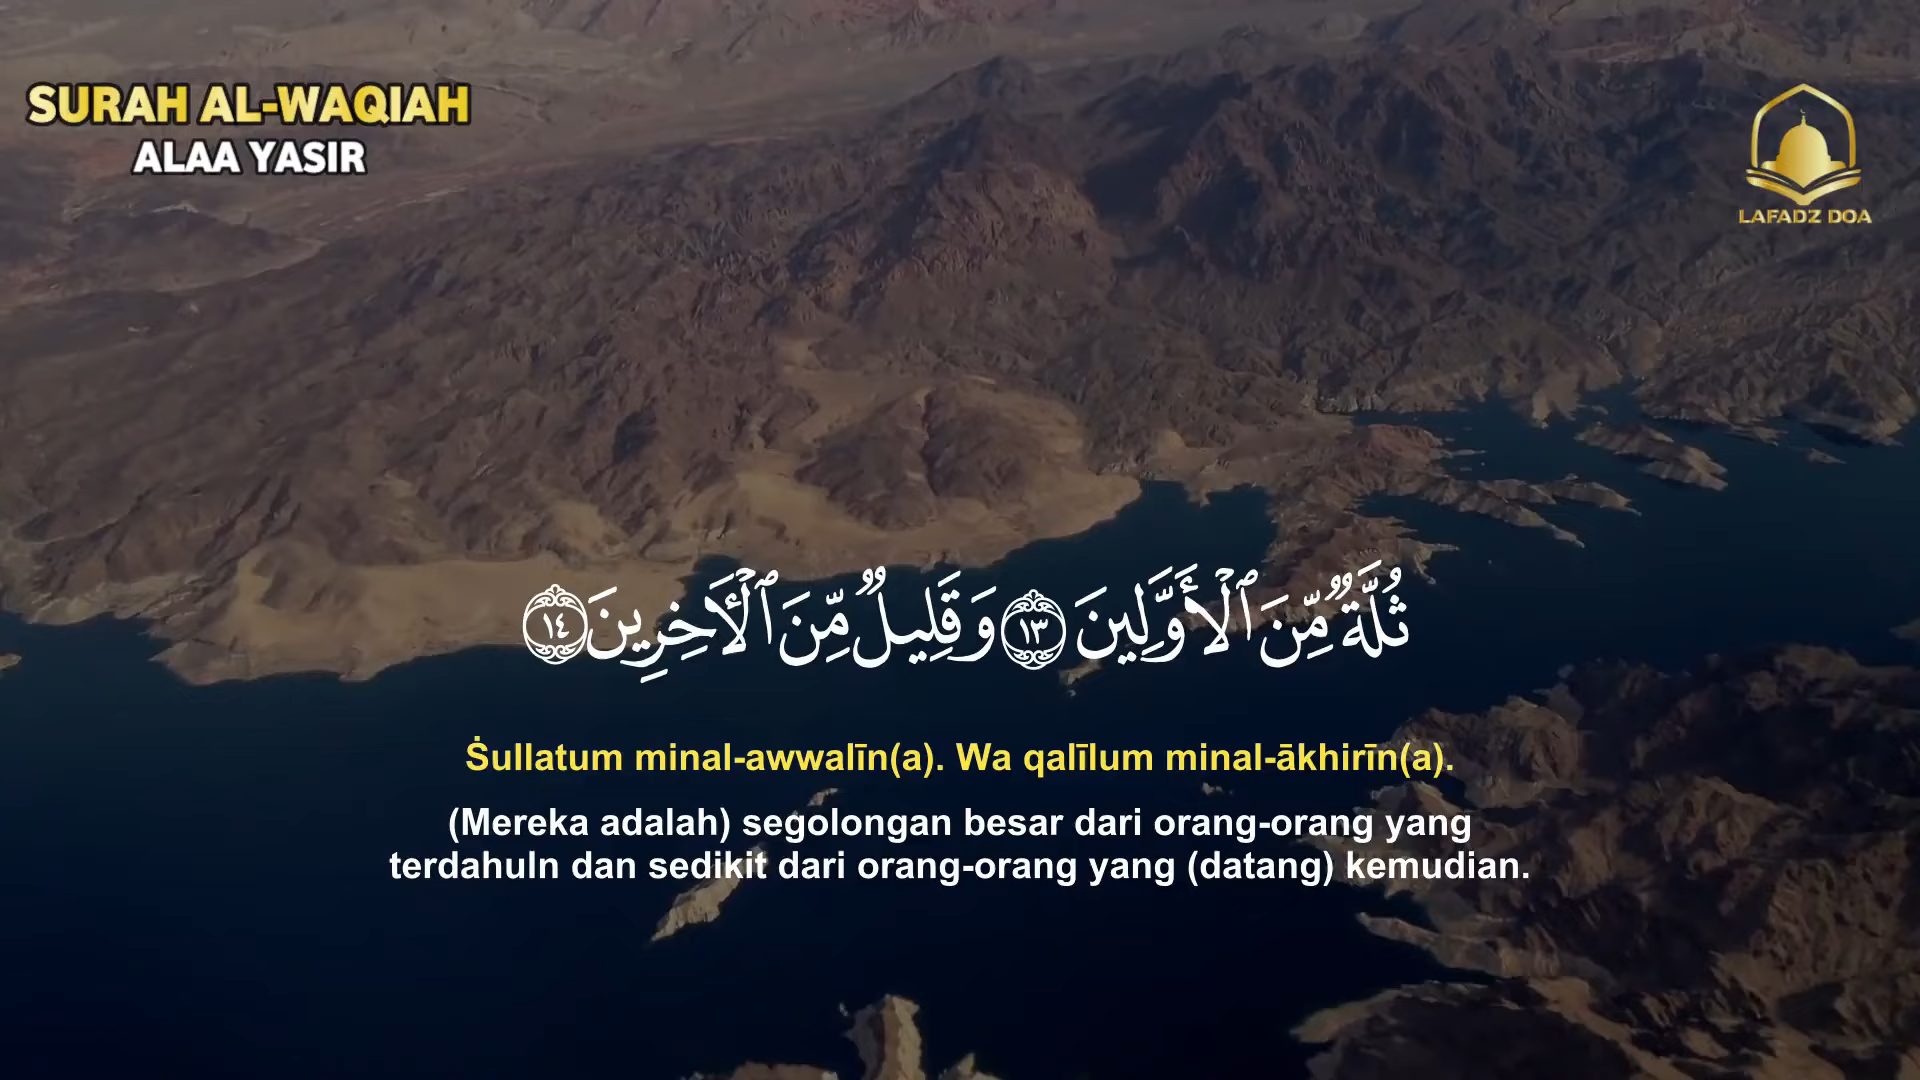 SURAH AL-WAQIAH
ALAA YASIR
LAFADZ DOA
ثُلَّةٌ مِّنَ ٱلْأَوَّلِينَ ١٣ وَقَلِيلٌ مِّنَ ٱلْأَخِرِينَ ١٤
Ṡullatum minal-awwalīn(a). Wa qalīlum minal-ākhirīn(a).
(Mereka adalah) segolongan besar dari orang-orang yang
terdahuln dan sedikit dari orang-orang yang (datang) kemudian.